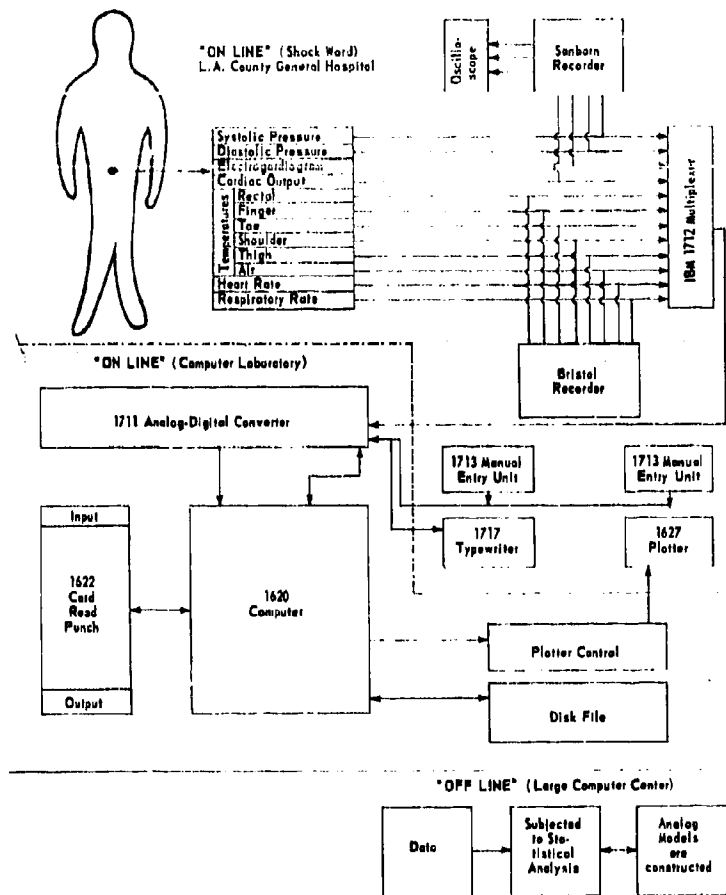 "ON LINE" (Shock Ward)
L.A. County General Hospital
Oscillo-
scope
Sanborn
Recorder
Systolic Pressure
Diastolic Pressure
Electrocardiogram
Cardiac Output
Temperatures
Rectal
Finger
Toe
Shoulder
Thigh
Air
Heart Rate
Respiratory Rate
IBM 1712 Multiplexer
Bristol
Recorder
"ON LINE" (Computer Laboratory)
1711 Analog-Digital Converter
1713 Manual
Entry Unit
1713 Manual
Entry Unit
1717
Typewriter
1627
Plotter
Input
1622
Card
Read
Punch
Output
1620
Computer
Plotter Control
Disk File
"OFF LINE" (Large Computer Center)
Data
Subjected
to Sta-
tistical
Analysis
Analog
Models
are
constructed